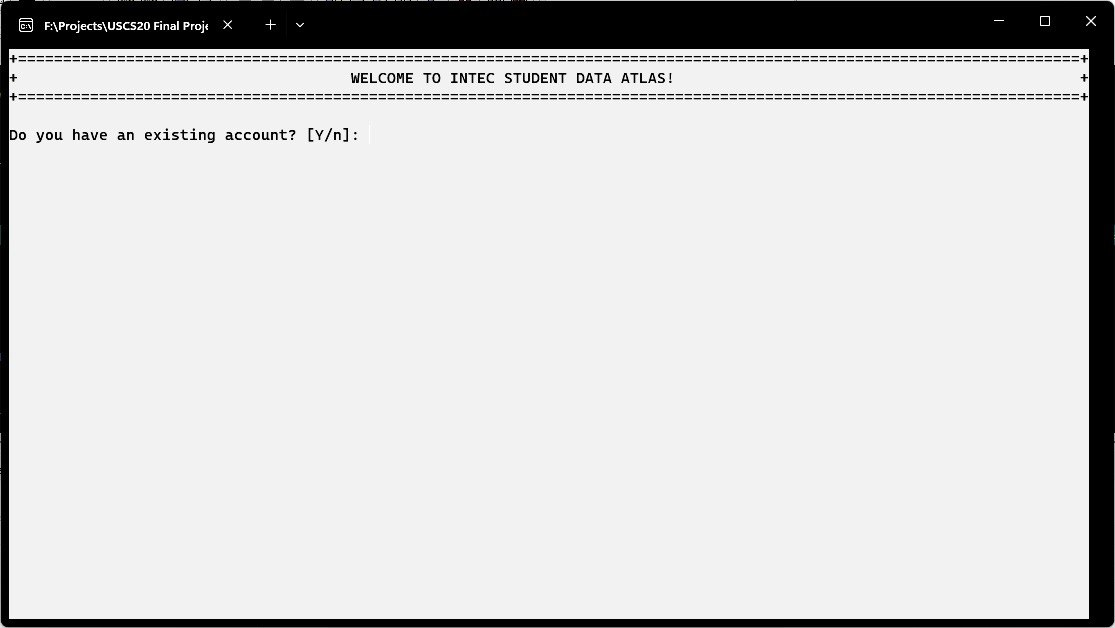 F:\Projects\USCS20 Final Proje
+======================================================================================================================+
+ WELCOME TO INTEC STUDENT DATA ATLAS! +
+======================================================================================================================+
Do you have an existing account? [Y/n]: